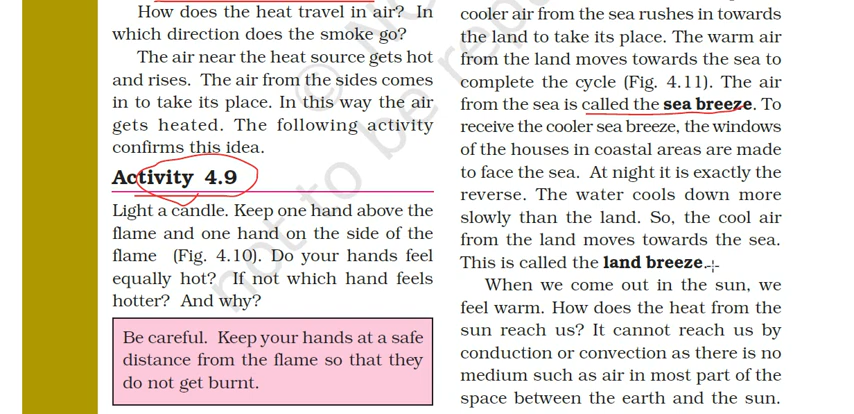 How does the heat travel in air? In
which direction does the smoke go?
The air near the heat source gets hot
and rises. The air from the sides comes
in to take its place. In this way the air
gets heated. The following activity
confirms this idea.
Activity 4.9
Light a candle. Keep one hand above the
flame and one hand on the side of the
flame (Fig. 4.10). Do your hands feel
equally hot? If not which hand feels
hotter? And why?
Be careful. Keep your hands at a safe
distance from the flame so that they
do not get burnt.
cooler air from the sea rushes in towards
the land to take its place. The warm air
from the land moves towards the sea to
complete the cycle (Fig. 4.11). The air
from the sea is called the sea breeze. To
receive the cooler sea breeze, the windows
of the houses in coastal areas are made
to face the sea. At night it is exactly the
reverse. The water cools down more
slowly than the land. So, the cool air
from the land moves towards the sea.
This is called the land breeze.
When we come out in the sun, we
feel warm. How does the heat from the
sun reach us? It cannot reach us by
conduction or convection as there is no
medium such as air in most part of the
space between the earth and the sun.
not to be rep
©